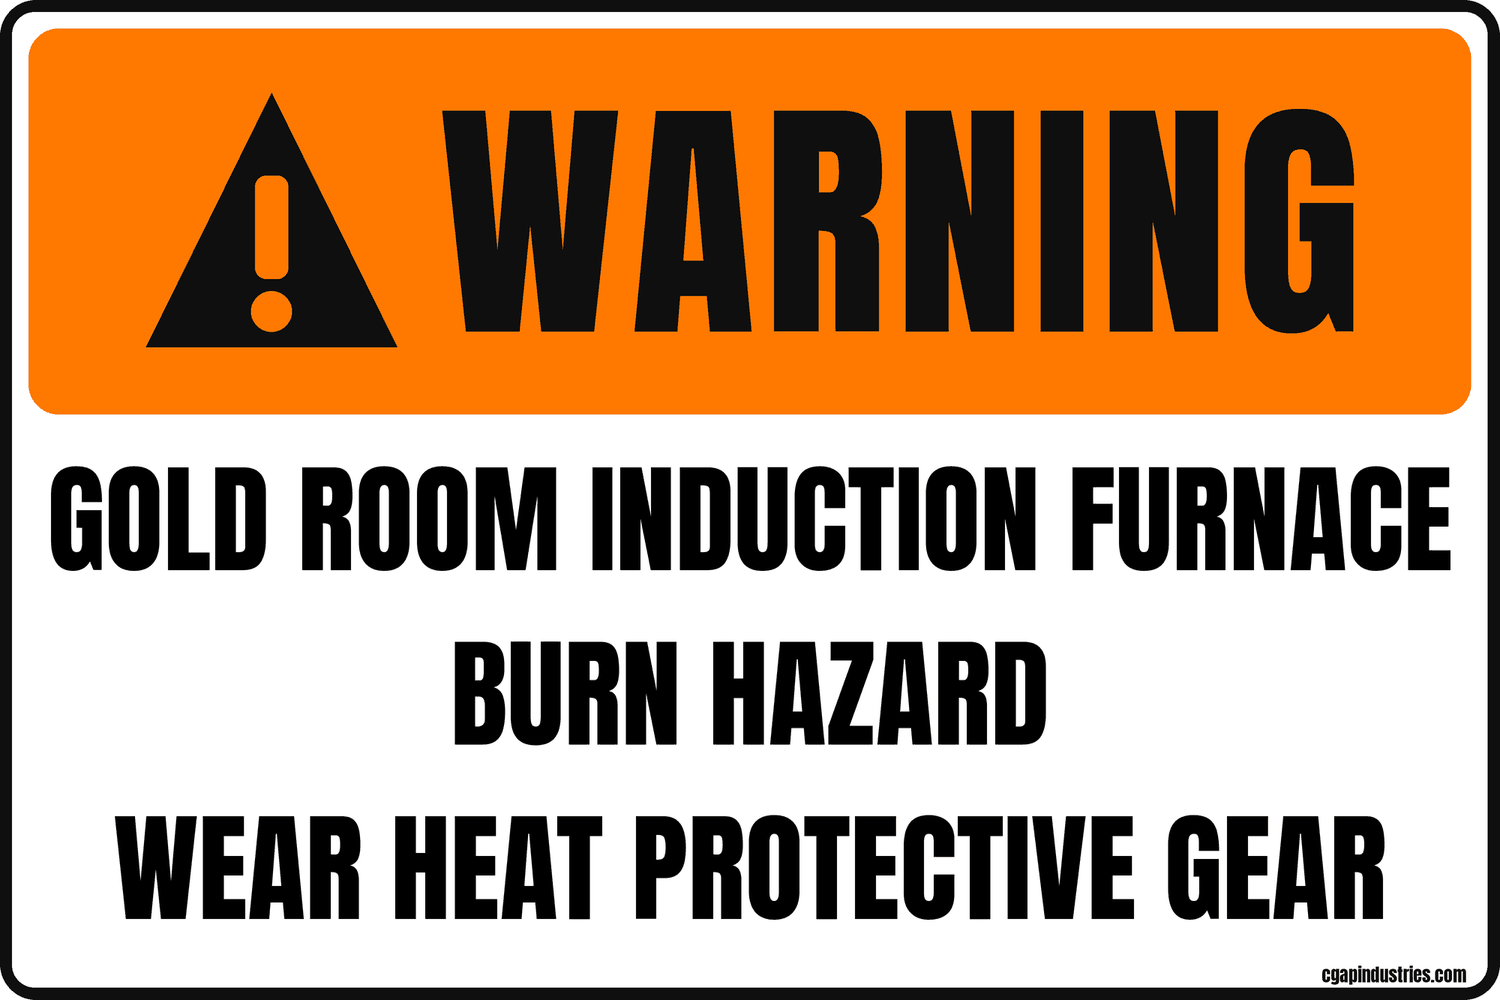 WARNING
GOLD ROOM INDUCTION FURNACE
BURN HAZARD
WEAR HEAT PROTECTIVE GEAR
cgapindustries.com